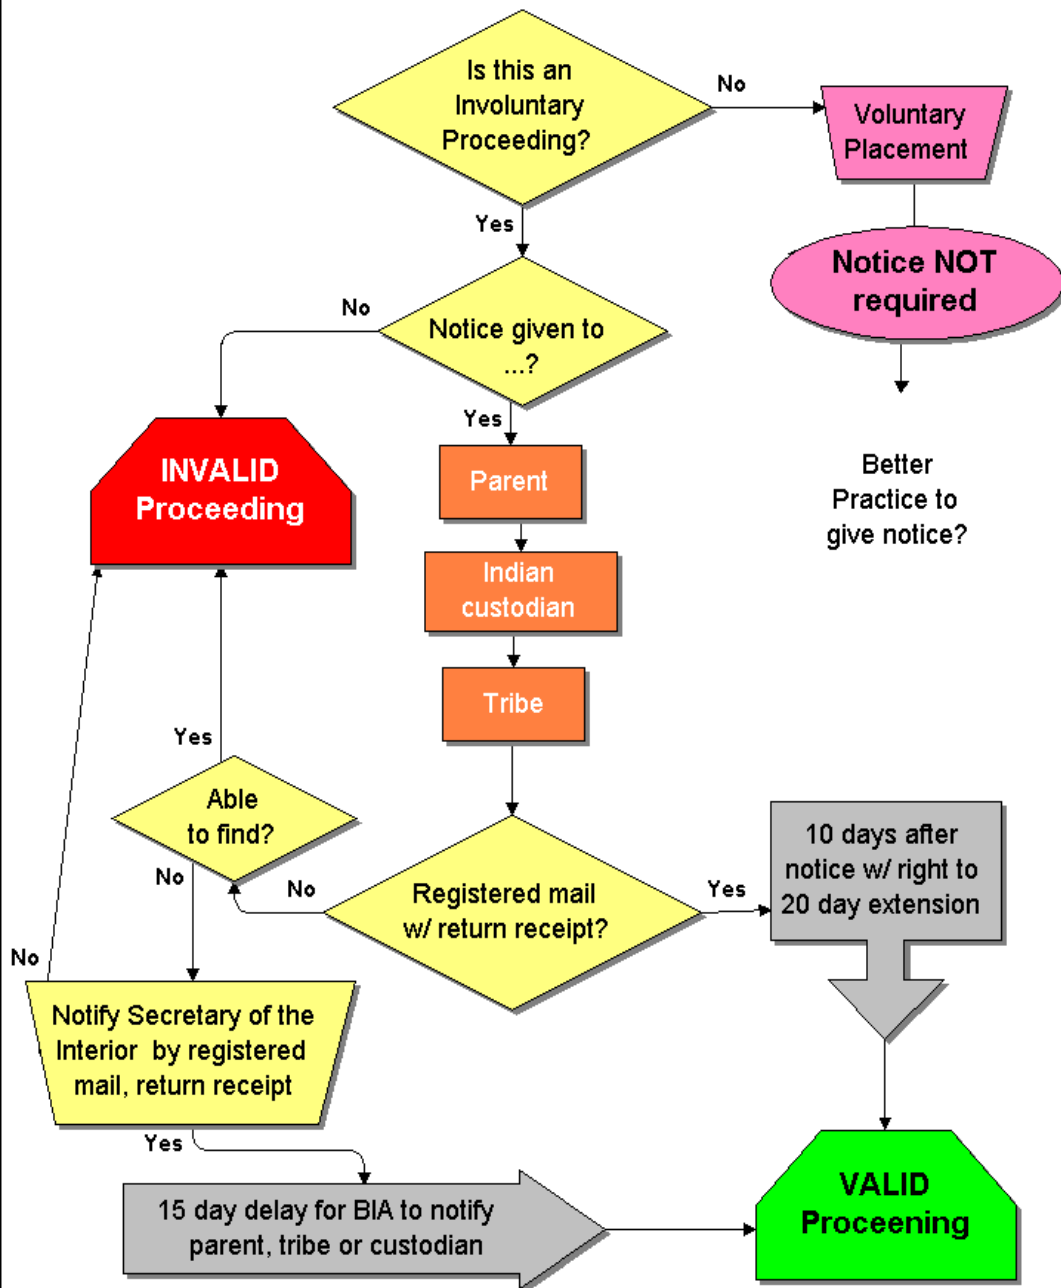 Is this an
Involuntary
Proceeding?
No
Voluntary
Placement
Yes
Notice NOT
required
No
Notice given to
...?
Yes
INVALID
Proceeding
Parent
Better
Practice to
give notice?
Indian
custodian
Tribe
Yes
Able
to find?
No
No
Registered mail
w/ return receipt?
Yes
10 days after
notice w/ right to
20 day extension
No
Notify Secretary of the
Interior by registered
mail, return receipt
Yes
15 day delay for BIA to notify
parent, tribe or custodian
VALID
Proceening